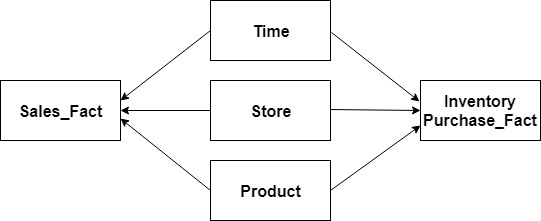 Time
Sales_Fact
Store
Inventory
Purchase_Fact
Product